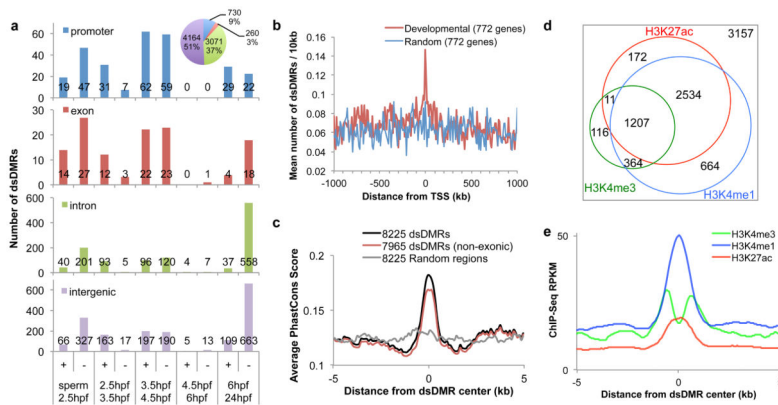 a
promoter
730
9%
260
3%
4164
51%
3071
37%
60
40
20
0
19 47 31 7 62 59 0 0 29 22
exon
30
20
10
0
14 27 12 3 22 23 0 1 4 18
Number of dsDMRs
intron
600
400
200
0
40 201 93 5 96 120 4 7 37 558
intergenic
600
400
200
0
66 327 163 17 197 190 5 13 109 663
+ - + - + - + - + -
sperm 2.5hpf 3.5hpf 4.5hpf 6hpf
2.5hpf 3.5hpf 4.5hpf 6hpf 24hpf
b
Developmental (772 genes)
Random (772 genes)
Mean number of dsDMRs / 10kb
0.18
0.16
0.14
0.12
0.10
0.08
0.06
0.04
0.02
-1000 -500 0 500 1000
Distance from TSS (kb)
c
8225 dsDMRs
7965 dsDMRs (non-exonic)
8225 Random regions
Average PhastCons Score
0.2
0.15
0.1
-5 0 5
Distance from dsDMR center (kb)
d
H3K27ac
3157
172
2534
11
1207
116
364
664
H3K4me3
H3K4me1
e
H3K4me3
H3K4me1
H3K27ac
ChIP-Seq RPKM
50
0
-5 0 5
Distance from dsDMR center (kb)